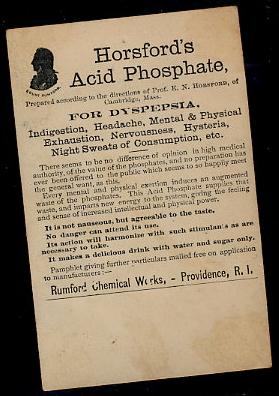 COUNT RUMFORD.
Horsford's
Acid Phosphate,
Prepared according to the directions of Prof. E. N. HORSFORD, of
Cambridge, Mass.
FOR DYSPEPSIA,
Indigestion, Headache, Mental & Physical
Exhaustion, Nervousness, Hysteria,
Night Sweats of Consumption, etc.
There seems to be no difference of opinion in high medical
authority, of the value of the phosphates, and no preparation has
ever been offered to the public which seems to so happily meet
the general want, as this.
Every mental and physical exertion induces an augmented
waste of the phosphates. This Acid Phosphate supplies that
waste, and imparts new energy to the system, giving the feeling
and sense of increased intellectual and physical power.
It is not nauseous, but agreeable to the taste.
No danger can attend its use.
Its action will harmonize with such stimulants as are
necessary to take.
It makes a delicious drink with water and sugar only.
Pamphlet giving further particulars mailed free on application
to manufacturers :—
Rumford Chemical Works, - Providence, R. I.